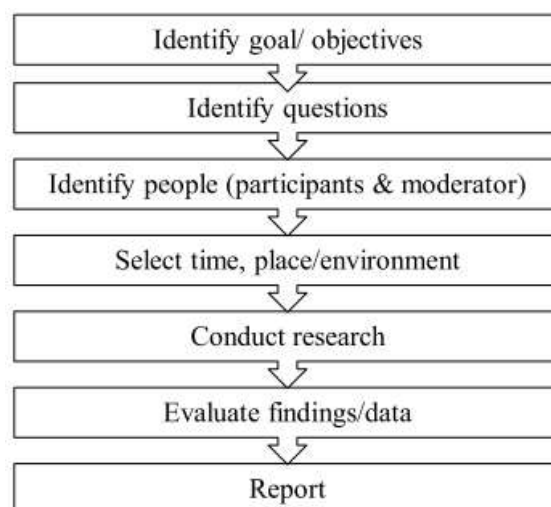 Identify goal/ objectives
Identify questions
Identify people (participants & moderator)
Select time, place/environment
Conduct research
Evaluate findings/data
Report